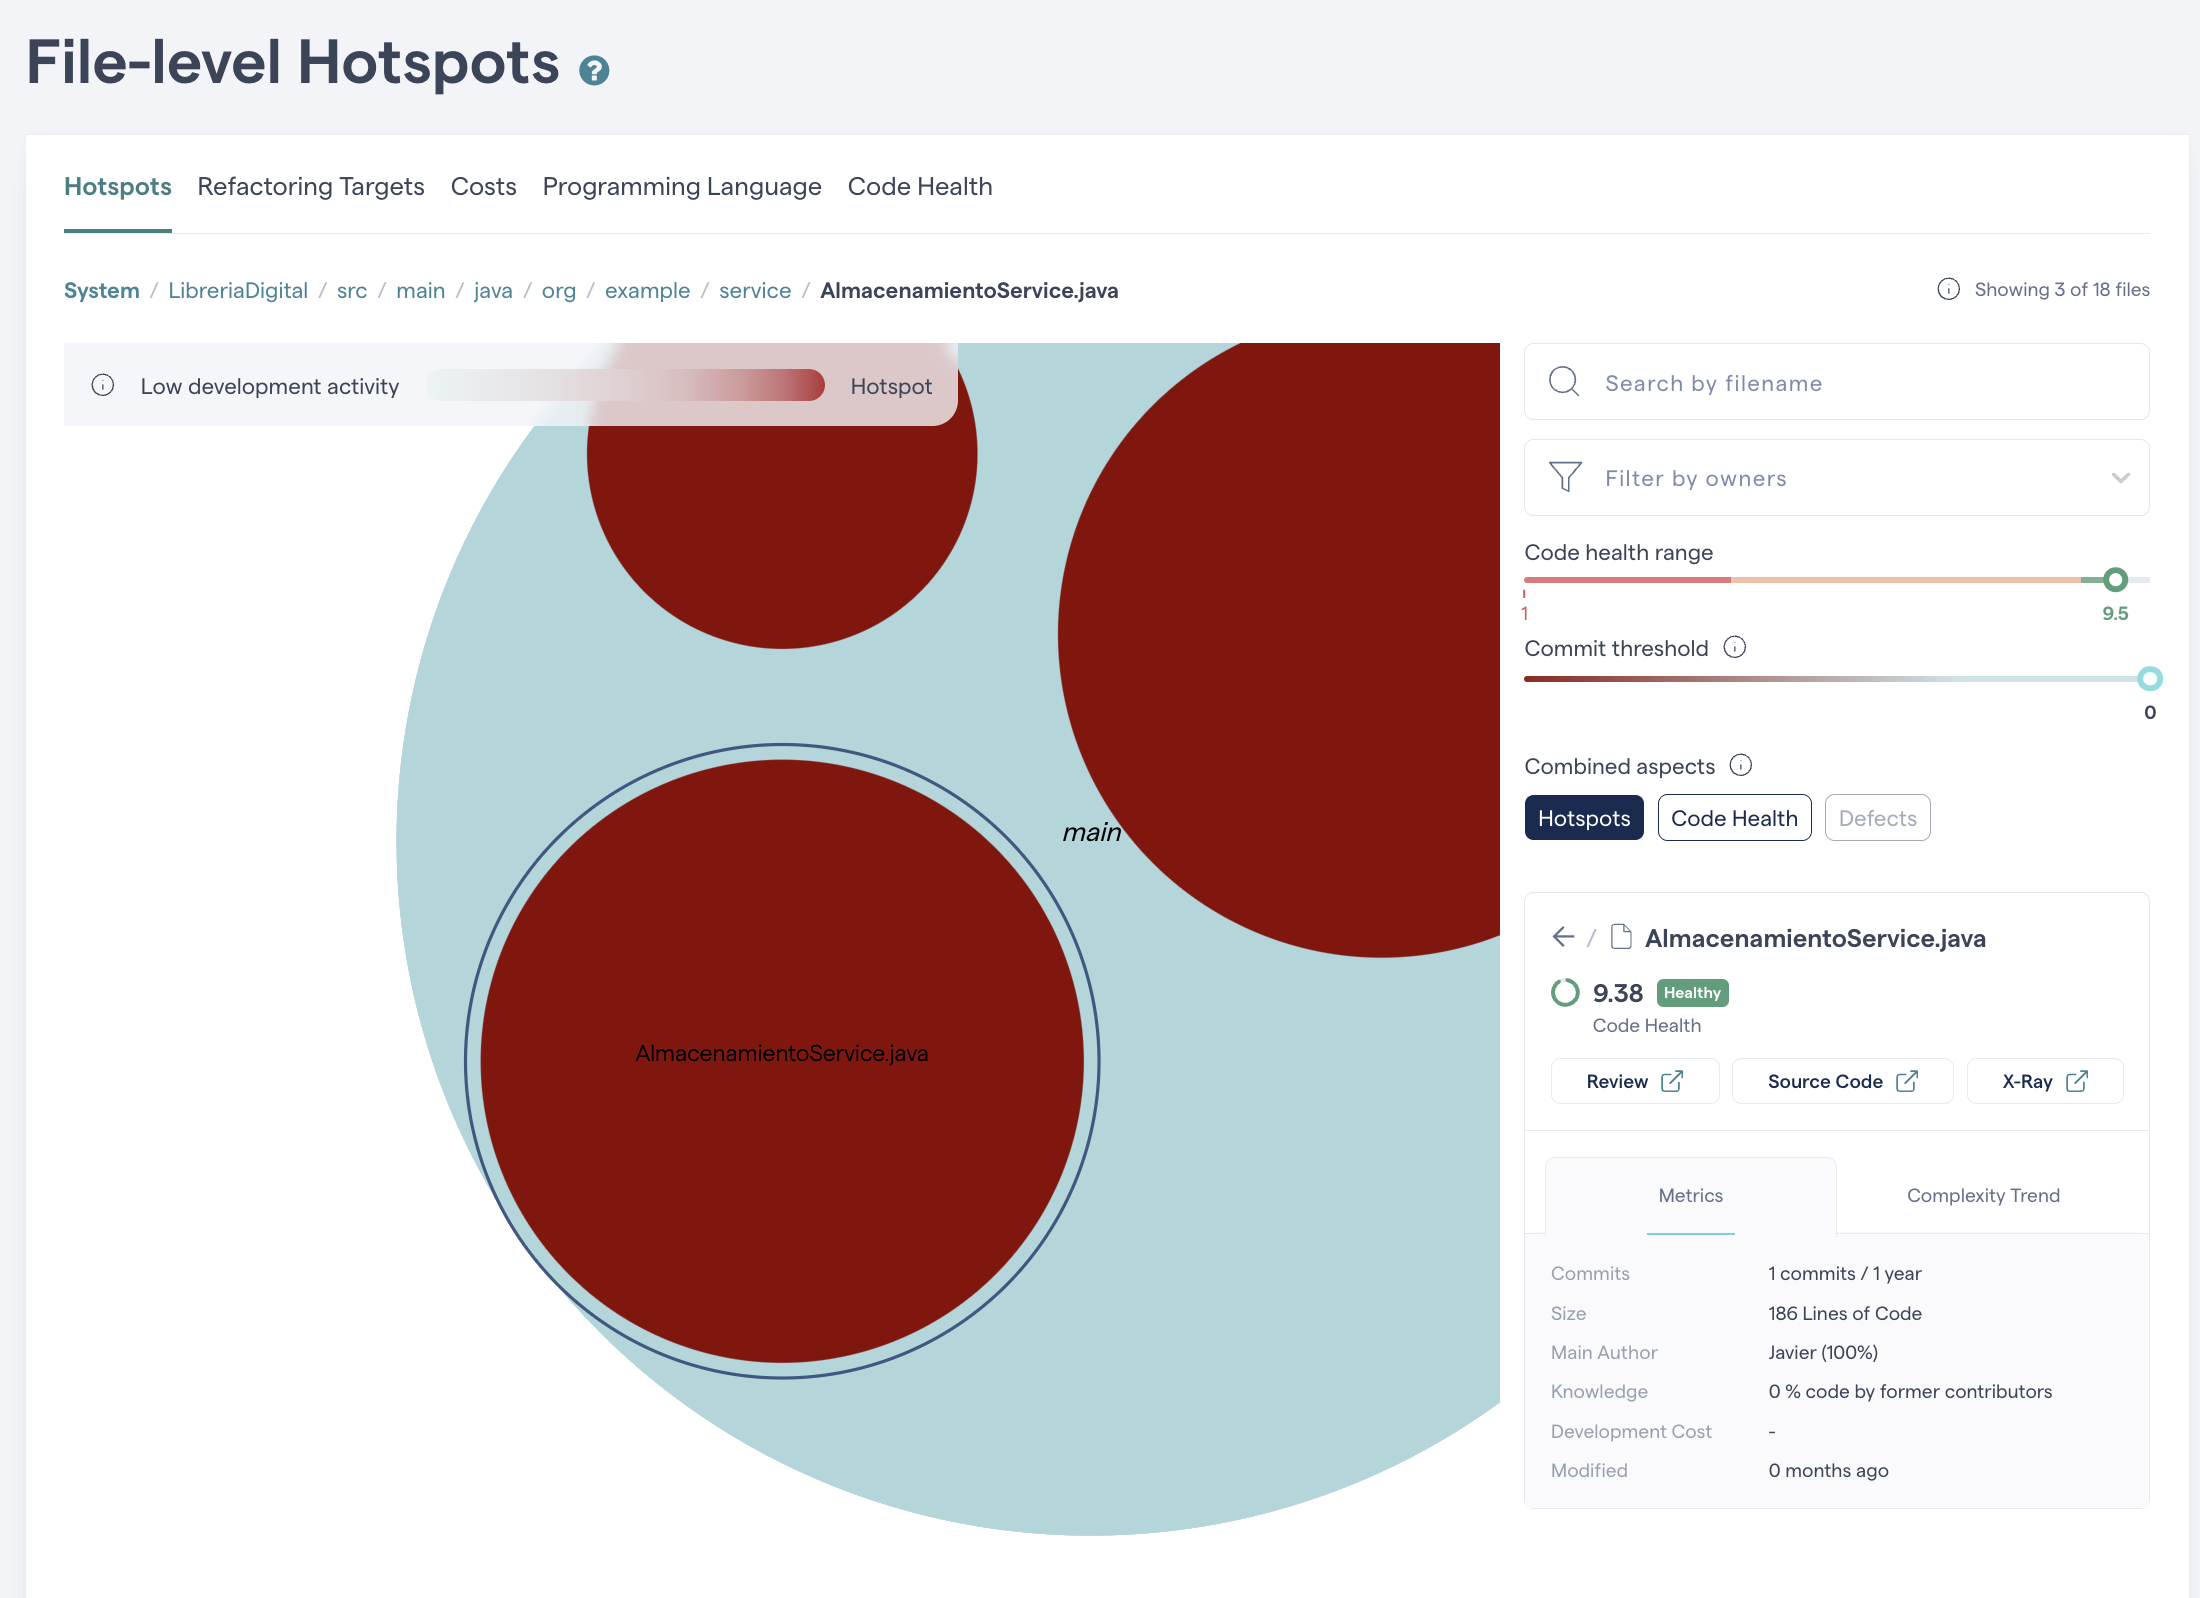 File-level Hotspots ?
Hotspots Refactoring Targets Costs Programming Language Code Health
System / LibreriaDigital / src / main / java / org / example / service / AlmacenamientoService.java
Showing 3 of 18 files
Low development activity Hotspot
main
AlmacenamientoService.java
Search by filename
Filter by owners
Code health range
1 9.5
Commit threshold
0
Combined aspects
Hotspots Code Health Defects
/ AlmacenamientoService.java
9.38 Healthy
Code Health
Review Source Code X-Ray
Metrics Complexity Trend
Commits 1 commits / 1 year
Size 186 Lines of Code
Main Author Javier (100%)
Knowledge 0 % code by former contributors
Development Cost -
Modified 0 months ago